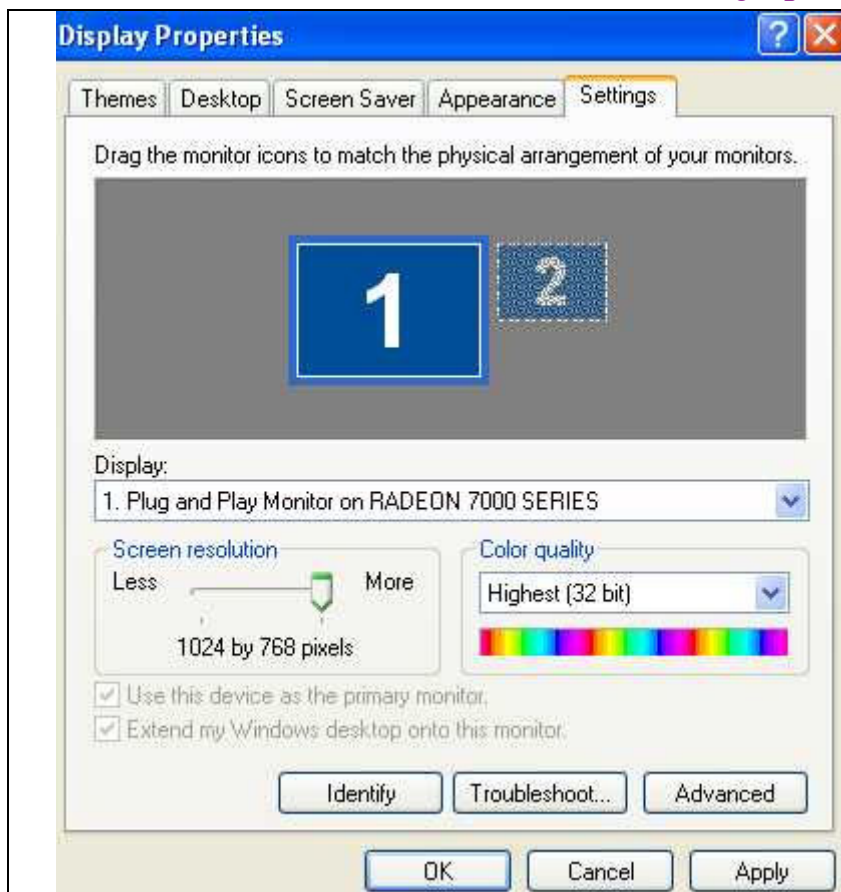 Display Properties
Themes Desktop Screen Saver Appearance Settings
Drag the monitor icons to match the physical arrangement of your monitors.
1 2
Display:
1. Plug and Play Monitor on RADEON 7000 SERIES
Screen resolution Color quality
Less More Highest (32 bit)
1024 by 768 pixels
Use this device as the primary monitor.
Extend my Windows desktop onto this monitor.
Identify Troubleshoot... Advanced
OK Cancel Apply